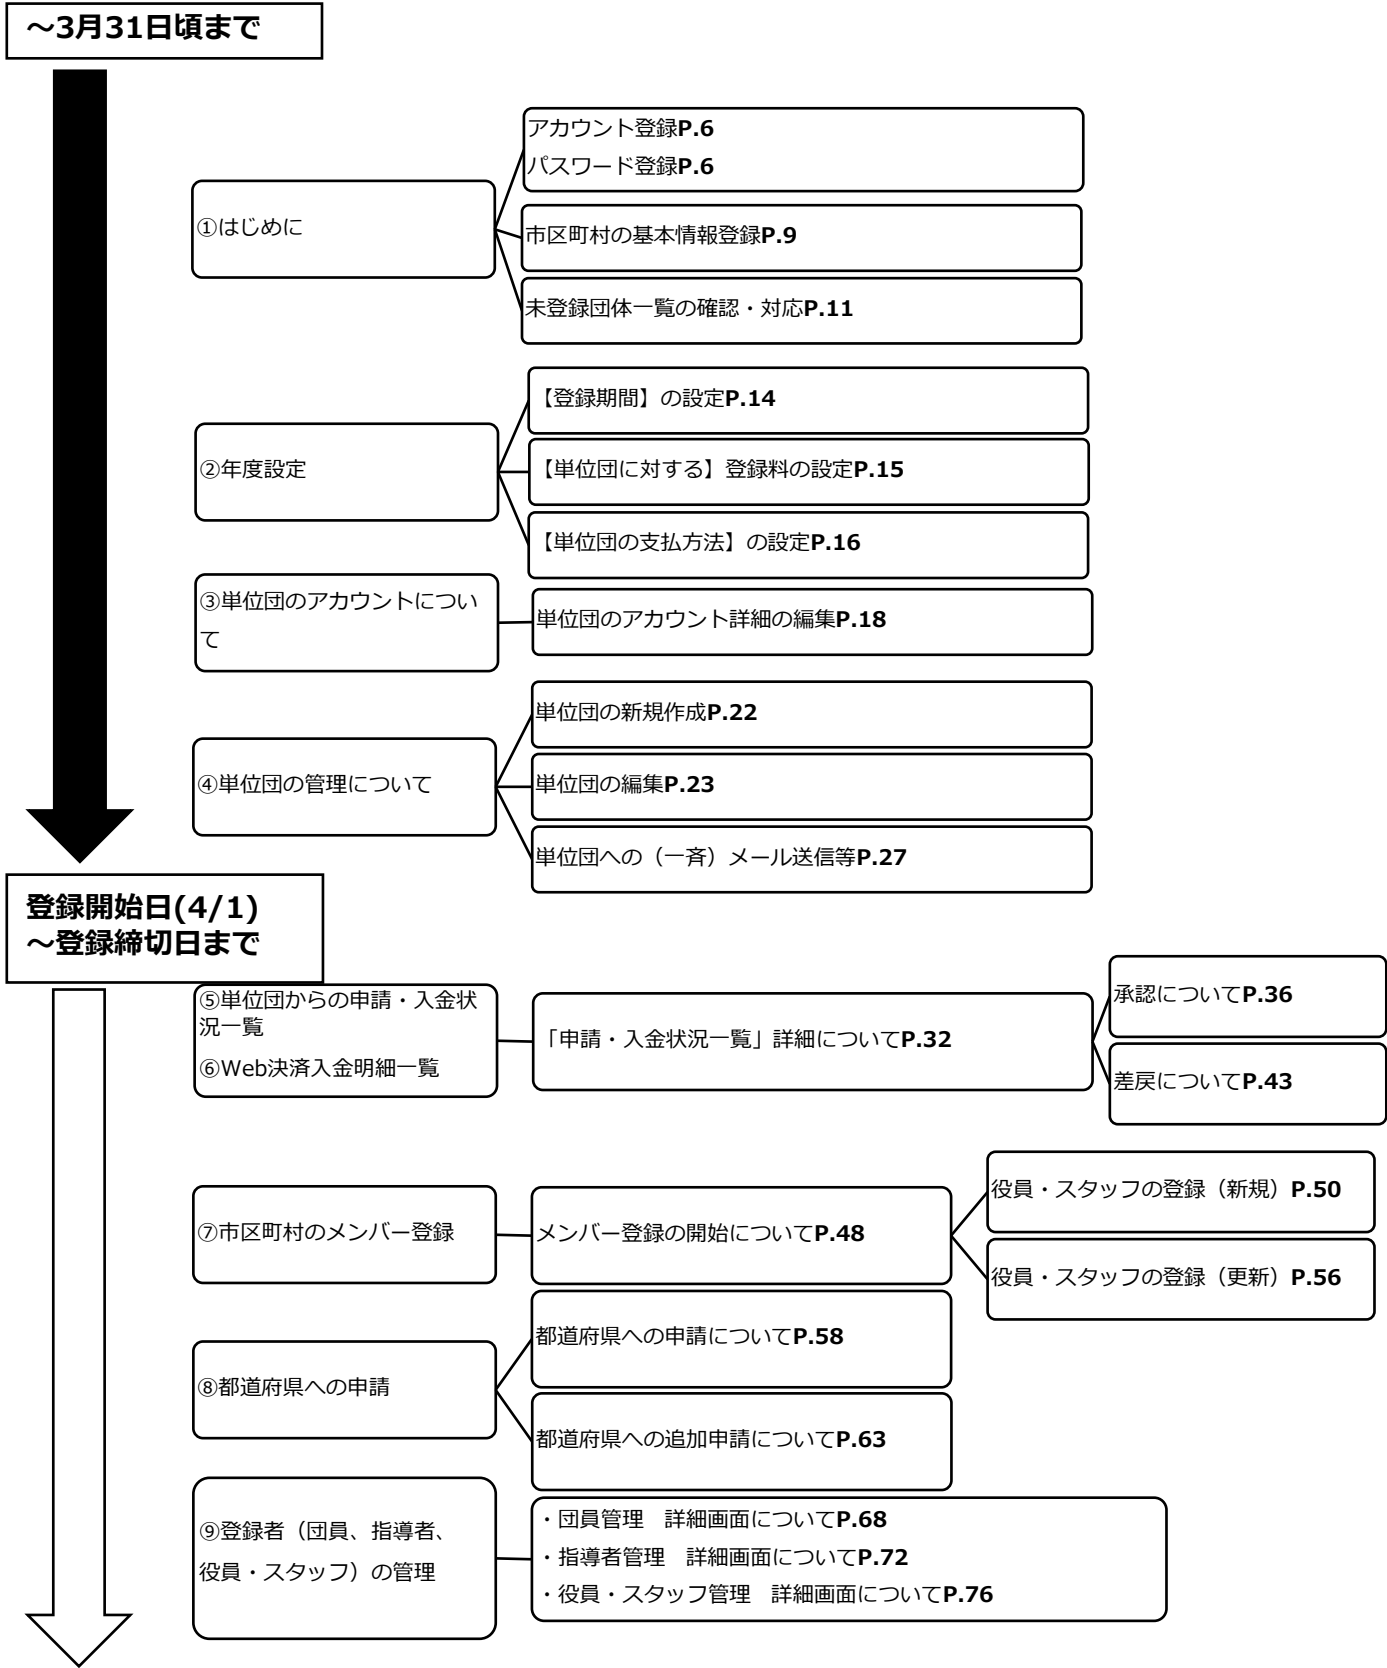 ～3月31日頃まで
①はじめに
アカウント登録P.6
パスワード登録P.6
市区町村の基本情報登録P.9
未登録団体一覧の確認・対応P.11
②年度設定
【登録期間】の設定P.14
【単位団に対する】登録料の設定P.15
【単位団の支払方法】の設定P.16
③単位団のアカウントについ
て
単位団のアカウント詳細の編集P.18
④単位団の管理について
単位団の新規作成P.22
単位団の編集P.23
単位団への（一斉）メール送信等P.27
登録開始日(4/1)
～登録締切日まで
⑤単位団からの申請・入金状
況一覧
⑥Web決済入金明細一覧
「申請・入金状況一覧」詳細についてP.32
承認についてP.36
差戻についてP.43
⑦市区町村のメンバー登録
メンバー登録の開始についてP.48
役員・スタッフの登録（新規）P.50
役員・スタッフの登録（更新）P.56
⑧都道府県への申請
都道府県への申請についてP.58
都道府県への追加申請についてP.63
⑨登録者（団員、指導者、
役員・スタッフ）の管理
・団員管理　詳細画面についてP.68
・指導者管理　詳細画面についてP.72
・役員・スタッフ管理　詳細画面についてP.76